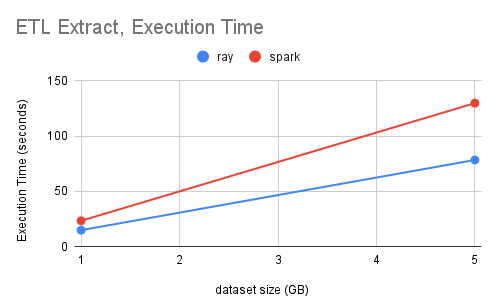 ETL Extract, Execution Time
ray spark
Execution Time (seconds)
150
100
50
0
1 2 3 4 5
dataset size (GB)